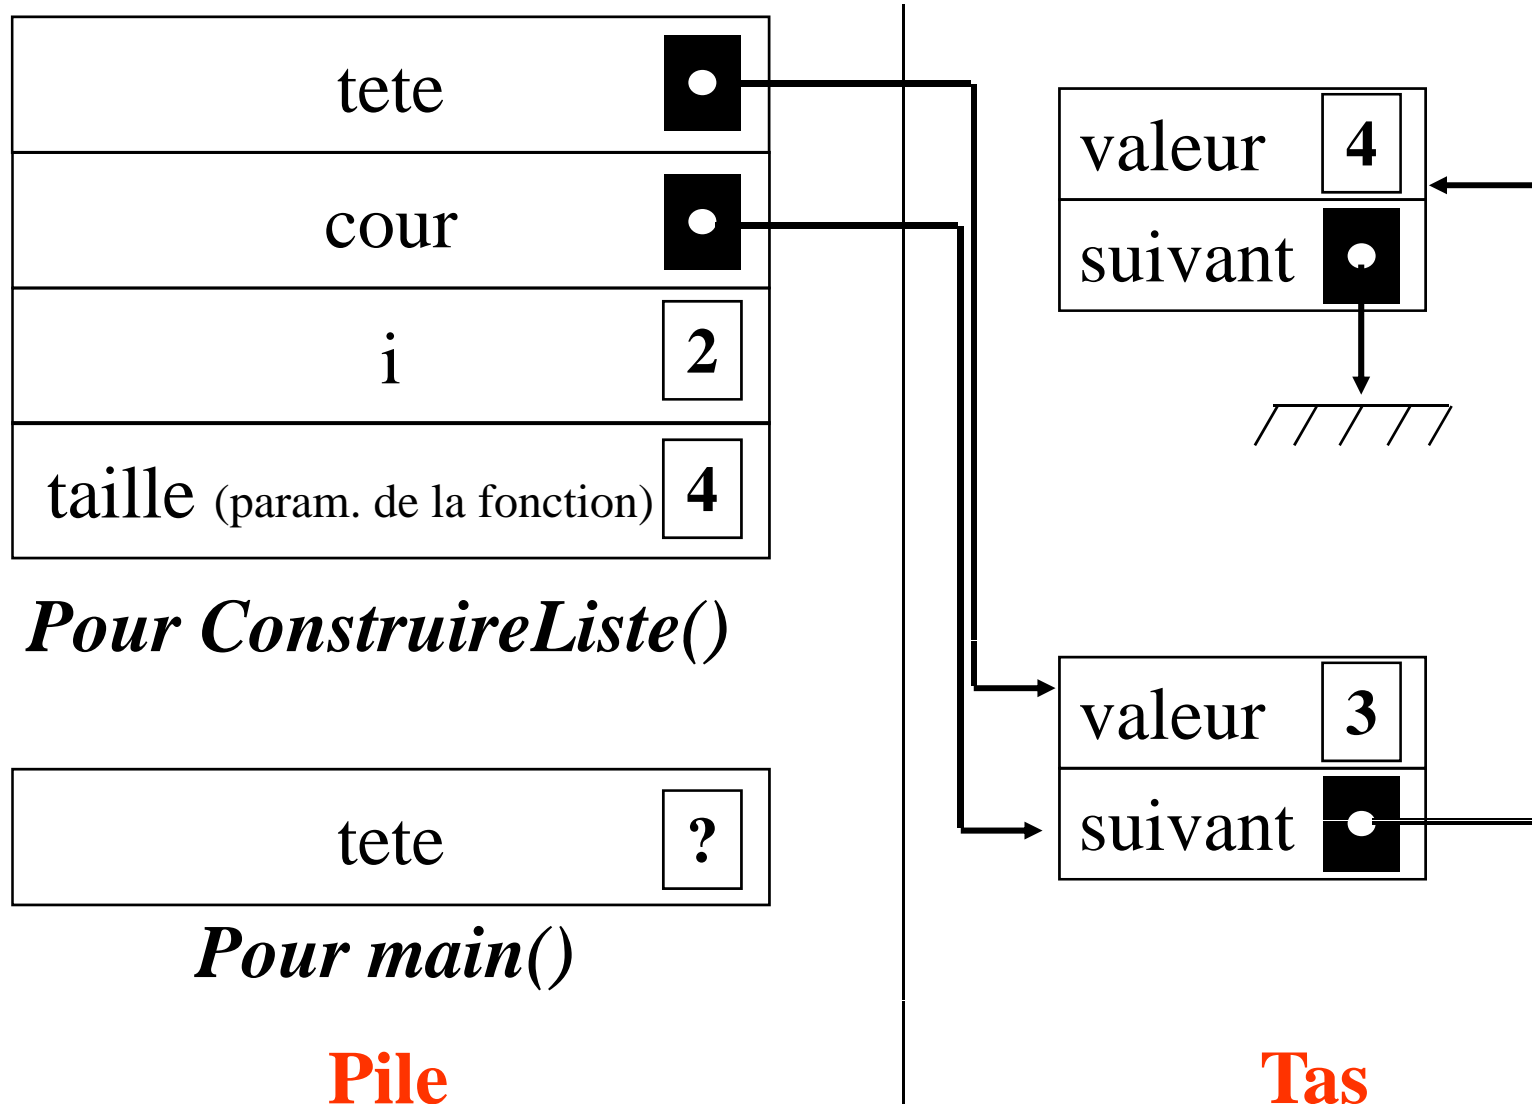 tete
cour
i 2
taille (param. de la fonction) 4
Pour ConstruireListe()
tete ?
Pour main()
Pile
valeur 4
suivant
valeur 3
suivant
Tas